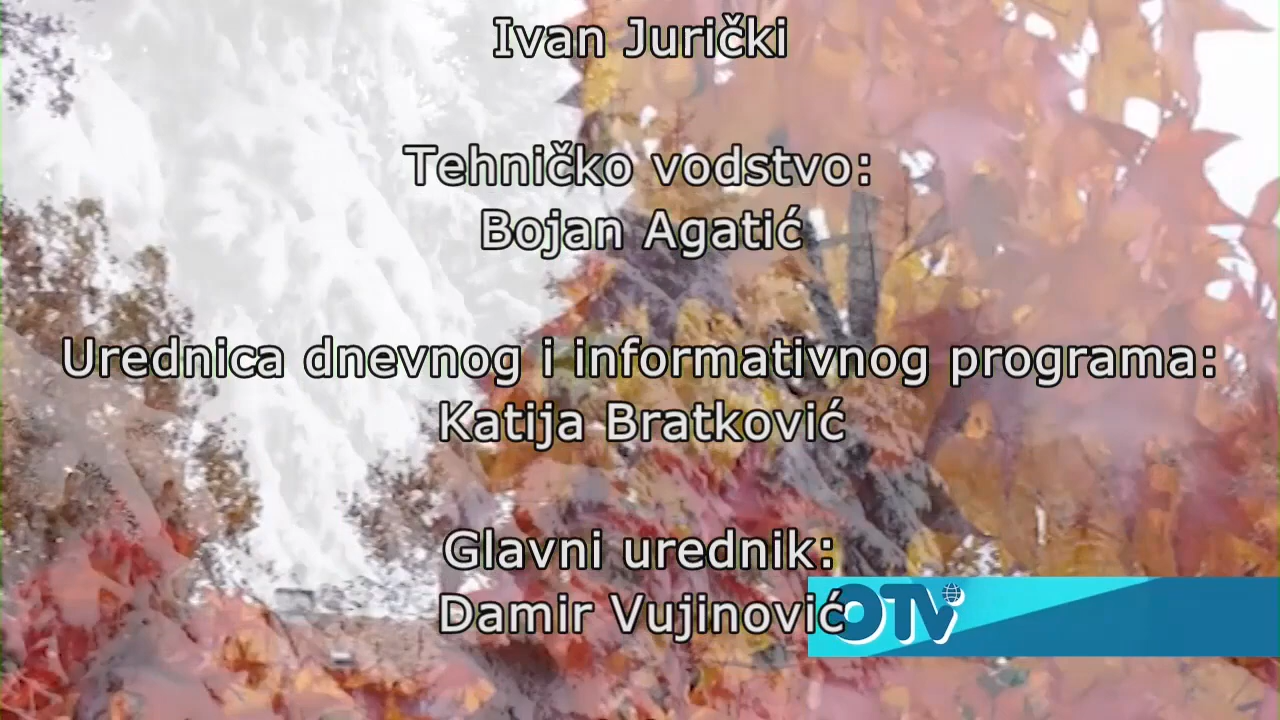 Ivan Jurički
Tehničko vodstvo:
Bojan Agatić
Urednica dnevnog i informativnog programa:
Katija Bratković
Glavni urednik:
Damir Vujinović
OTV